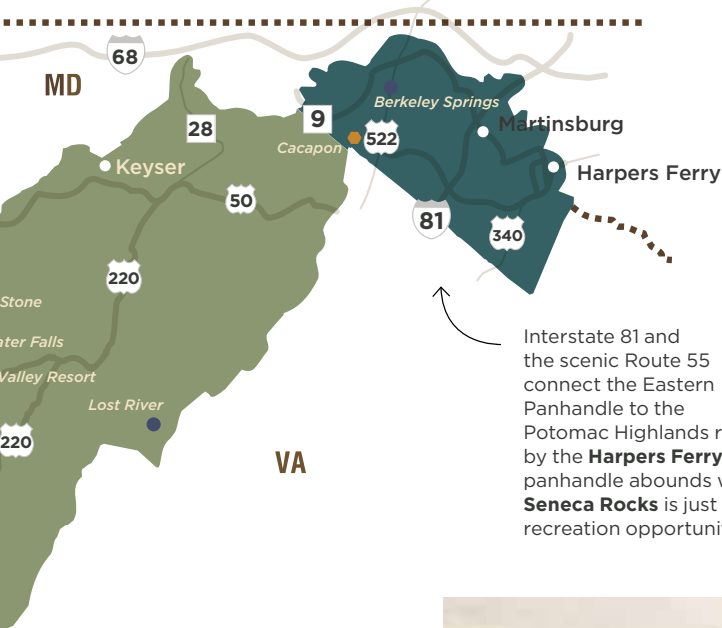 68
MD
Berkeley Springs
9
Martinsburg
28
522
Cacapon
Keyser
Harpers Ferry
50
81
340
220
Stone
Interstate 81 and
the scenic Route 55
ter Falls
connect the Eastern
Valley Resort
Panhandle to the
Lost River
Potomac Highlands
220
by the Harpers Ferry
VA
panhandle abounds
Seneca Rocks is just
recreation opportuni